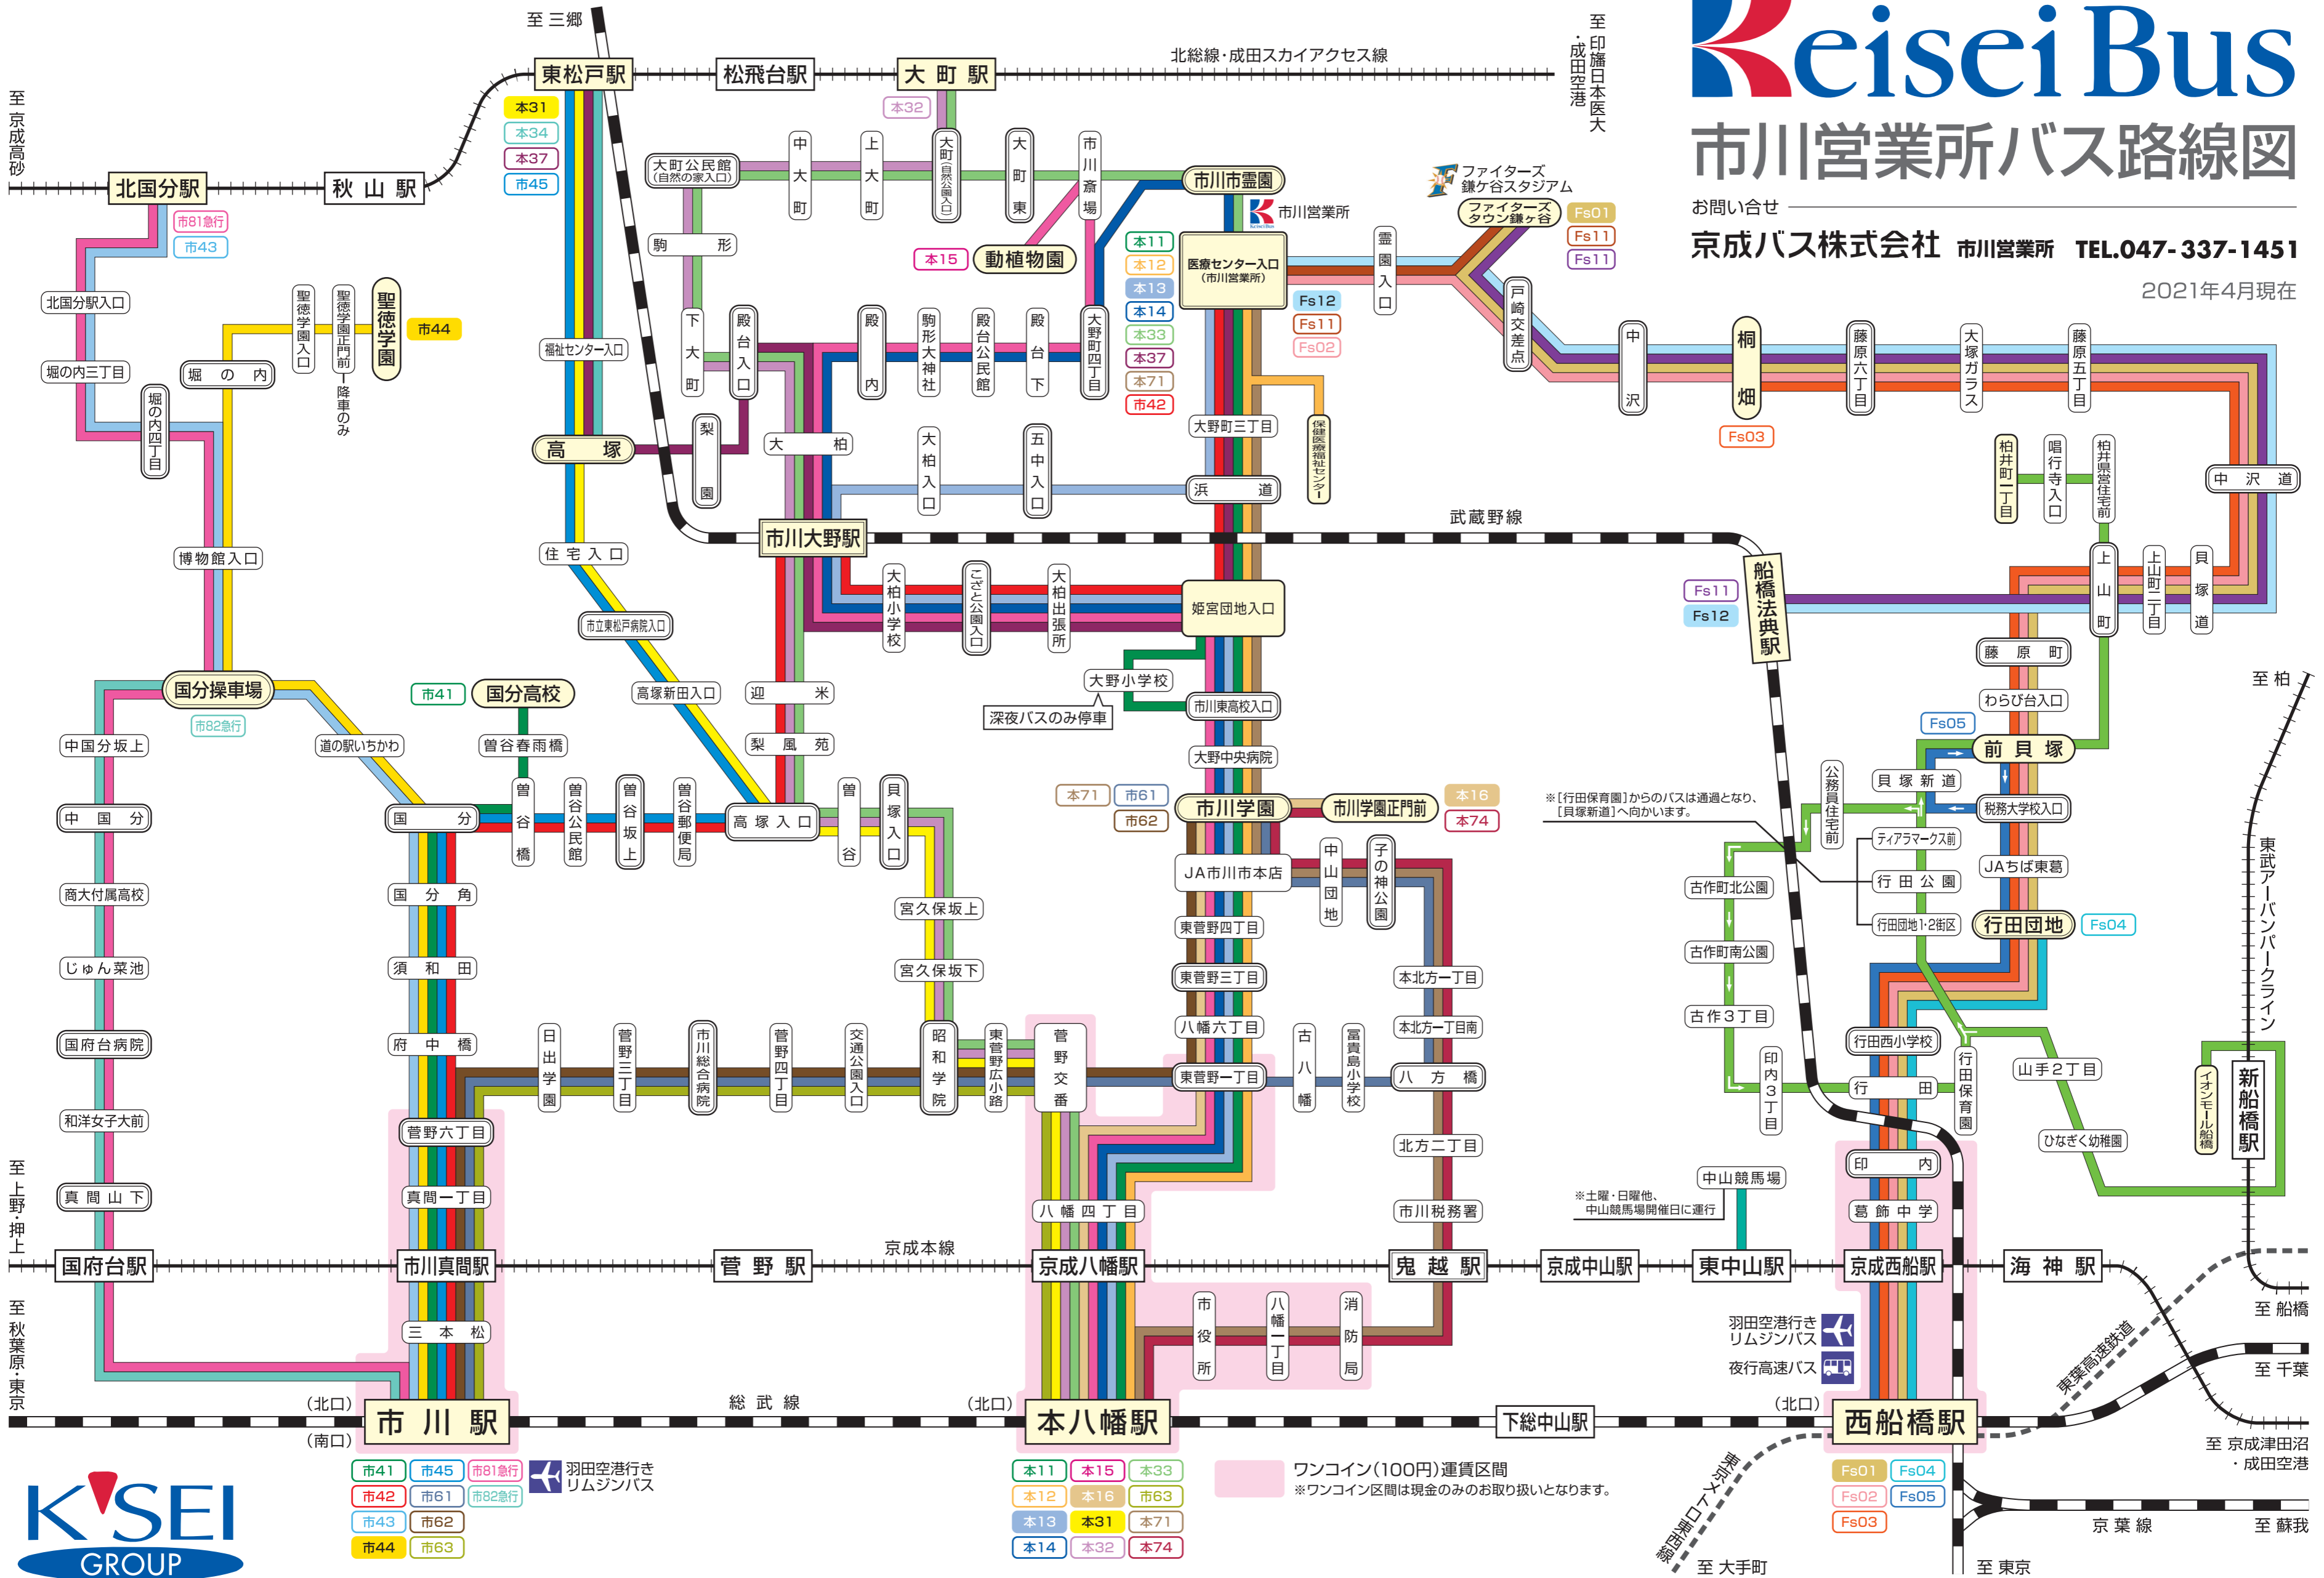 Keisei Bus
市川営業所バス路線図
お問い合せ
京成バス株式会社 市川営業所 TEL.047-337-1451
2021年4月現在
至 三郷
東松戸駅
松飛台駅
大町駅
北総線・成田スカイアクセス線
至 印旛日本医大
・成田空港
至 京成高砂
北国分駅
秋山駅
本31
本34
本37
市45
本32
市81急行
市43
大町公民館
(自然の家入口)
中大町
上大町
大町(自然公園入口)
大町東
市川斎場
市川市霊園
Keisei Bus
市川営業所
ファイターズ
鎌ケ谷スタジアム
ファイターズ
タウン鎌ヶ谷
Fs01
Fs11
Fs11
駒形
本15
動植物園
本11
本12
本13
本14
本33
本37
本71
市42
医療センター入口
(市川営業所)
霊園入口
Fs12
Fs11
Fs02
戸崎交差点
中沢
桐畑
Fs03
藤原六丁目
大塚ガラス
藤原五丁目
北国分駅入口
堀の内三丁目
堀の内四丁目
堀の内
聖徳学園入口
聖徳学園正門前
降車のみ
聖徳学園
市44
福祉センター入口
下大町
殿台入口
殿内
駒形大神社
殿台公民館
殿台下
大野町四丁目
大野町三丁目
保健医療福祉センター
高塚
梨園
大柏
大柏入口
五中入口
浜道
柏井町一丁目
唱行寺入口
柏井県営住宅前
中沢道
博物館入口
住宅入口
市川大野駅
武蔵野線
船橋法典駅
Fs11
Fs12
大柏小学校
こざと公園入口
大柏出張所
姫宮団地入口
上山町
上山町二丁目
貝塚道
市立東松戸病院入口
藤原町
国分操車場
市82急行
市41
国分高校
高塚新田入口
迎米
大野小学校
深夜バスのみ停車
市川東高校入口
わらび台入口
至 柏
中国分坂上
道の駅いちかわ
曽谷春雨橋
梨風苑
大野中央病院
Fs05
前貝塚
貝塚新道
公務員住宅前
中国分
国分
曽谷橋
曽谷公民館
曽谷坂上
曽谷郵便局
高塚入口
曽谷
貝塚入口
本71
市61
市62
市川学園
市川学園正門前
本16
本74
※[行田保育園]からのバスは通過となり、
[貝塚新道]へ向かいます。
税務大学校入口
ティアラマークス前
JA市川市本店
中山団地
子の神公園
商大付属高校
国分角
宮久保坂上
東菅野四丁目
古作町北公園
行田公園
JAちば東葛
行田団地1・2街区
行田団地
Fs04
東武アーバンパークライン
じゅん菜池
須和田
宮久保坂下
東菅野三丁目
本北方一丁目
古作町南公園
国府台病院
府中橋
日出学園
菅野三丁目
市川総合病院
菅野四丁目
交通公園入口
昭和学院
東菅野広小路
菅野交番
八幡六丁目
東菅野一丁目
古八幡
冨貴島小学校
本北方一丁目南
八方橋
古作3丁目
印内3丁目
行田西小学校
行田
行田保育園
山手2丁目
イオンモール船橋
新船橋駅
和洋女子大前
菅野六丁目
北方二丁目
ひなぎく幼稚園
印内
至 上野・押上
真間山下
真間一丁目
八幡四丁目
市川税務署
中山競馬場
※土曜・日曜他、
中山競馬場開催日に運行
葛飾中学
国府台駅
市川真間駅
菅野駅
京成本線
京成八幡駅
鬼越駅
京成中山駅
東中山駅
京成西船駅
海神駅
至 秋葉原・東京
三本松
市役所
八幡一丁目
消防局
羽田空港行き
リムジンバス
夜行高速バス
至 船橋
東葉高速鉄道
至 千葉
(北口)
(南口)
市川駅
総武線
(北口)
本八幡駅
下総中山駅
(北口)
西船橋駅
至 京成津田沼
・成田空港
K'SEI
GROUP
市41 市45 市81急行
市42 市61 市82急行
市43 市62
市44 市63
羽田空港行き
リムジンバス
本11 本15 本33
本12 本16 市63
本13 本31 本71
本14 本32 本74
ワンコイン(100円)運賃区間
※ワンコイン区間は現金のみのお取り扱いとなります。
東京メトロ東西線
Fs01 Fs04
Fs02 Fs05
Fs03
京葉線
至 蘇我
至 大手町
至 東京